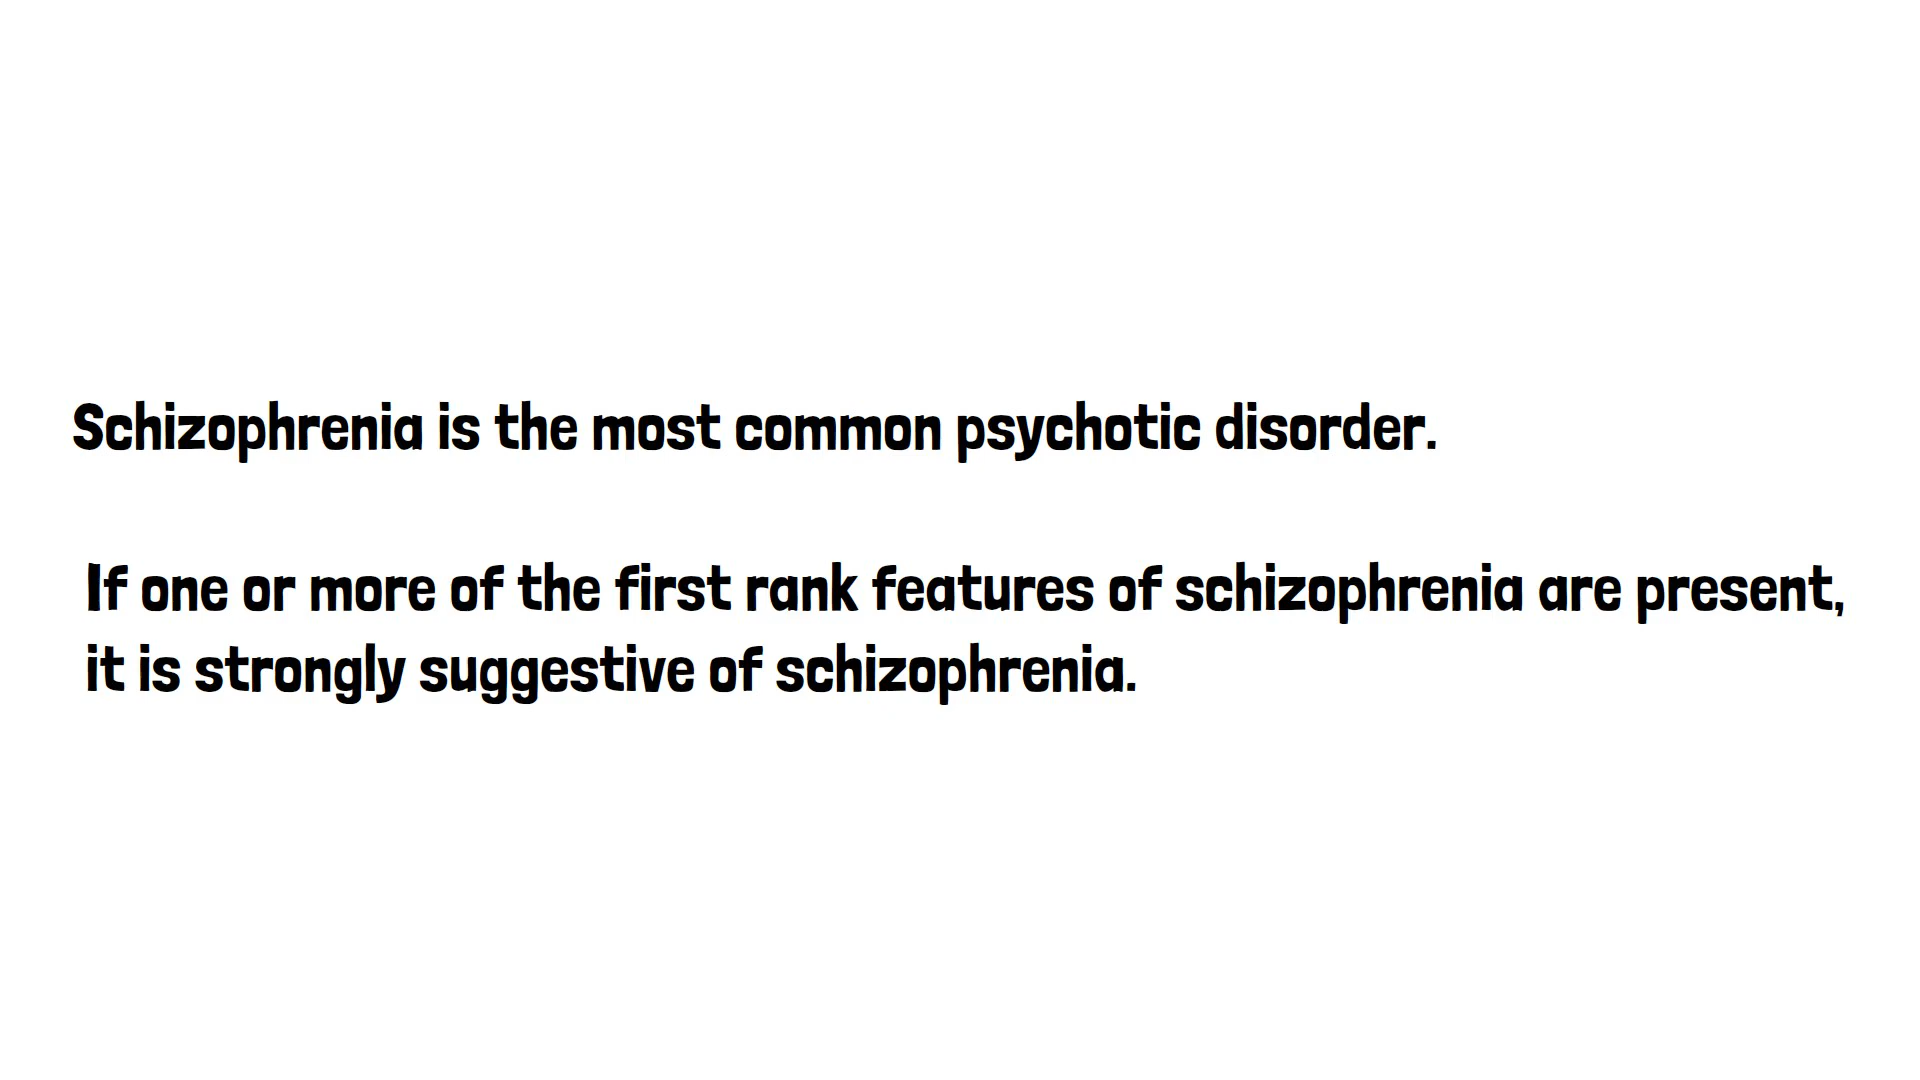 Schizophrenia is the most common psychotic disorder.
If one or more of the first rank features of schizophrenia are present,
it is strongly suggestive of schizophrenia.